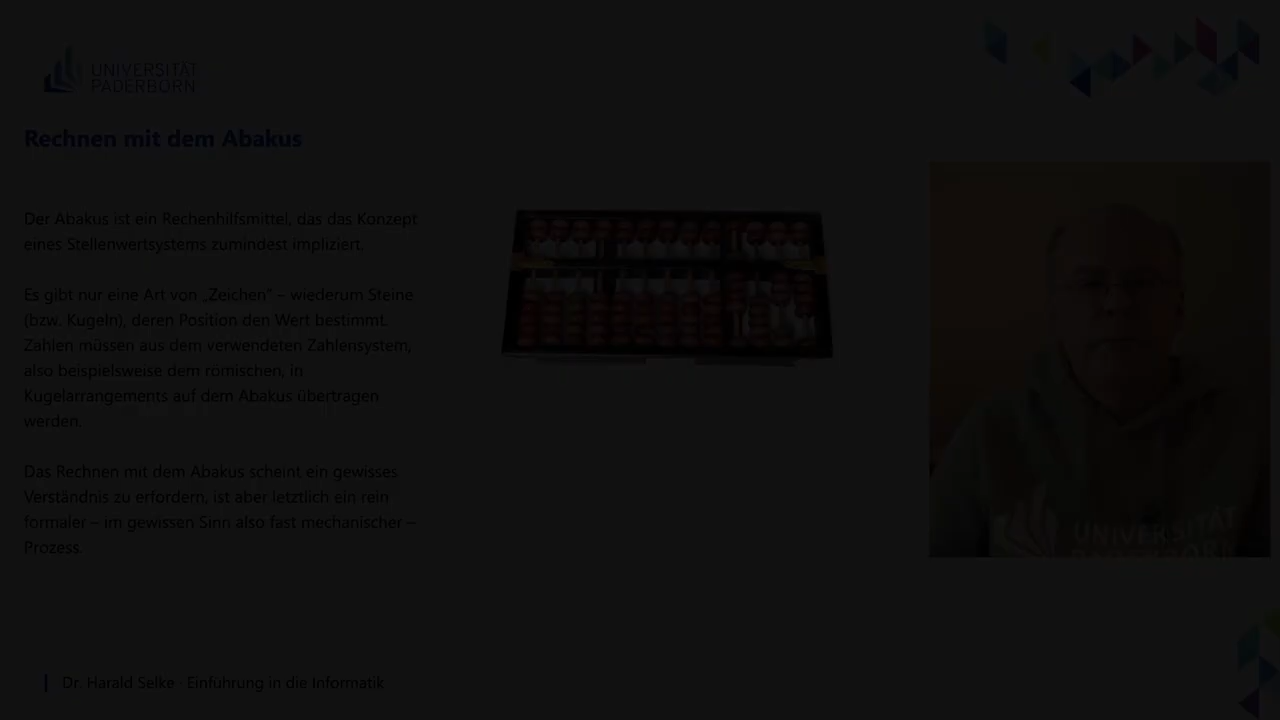 UNIVERSITÄT
PADERBORN
Rechnen mit dem Abakus
Der Abakus ist ein Rechenhilfsmittel, das das Konzept
eines Stellenwertsystems zumindest impliziert.
Es gibt nur eine Art von „Zeichen“ – wiederum Steine
(bzw. Kugeln), deren Position den Wert bestimmt.
Zahlen müssen aus dem verwendeten Zahlensystem,
also beispielsweise dem römischen, in
Kugelarrangements auf dem Abakus übertragen
werden.
Das Rechnen mit dem Abakus scheint ein gewisses
Verständnis zu erfordern, ist aber letztlich ein rein
formaler – im gewissen Sinn also fast mechanischer –
Prozess.
UNIVERSITÄT
PADERBORN
Dr. Harald Selke · Einführung in die Informatik